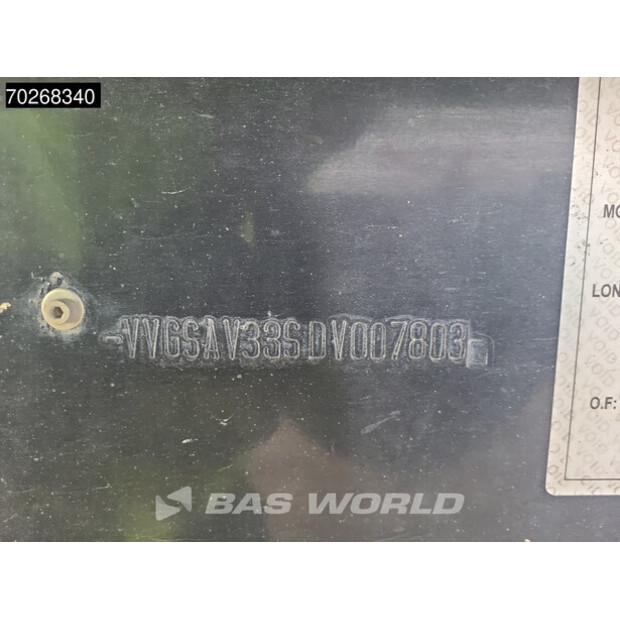 70268340
MO
LON
-VVGSAV33SDV007803
O.F:
BAS WORLD